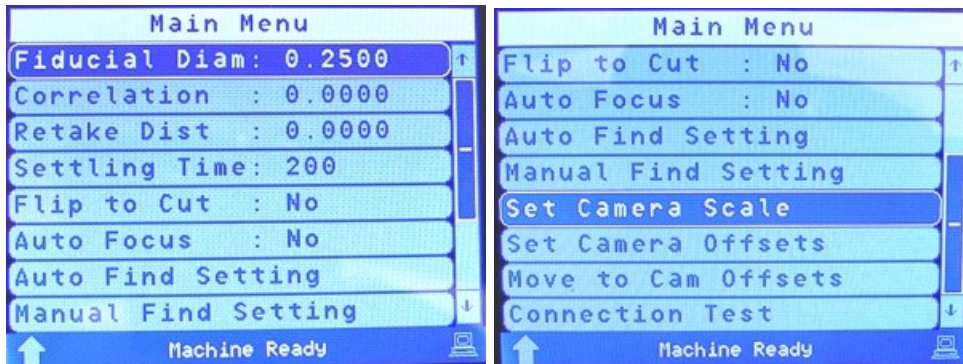 Main Menu
Fiducial Diam: 0.2500
Correlation : 0.0000
Retake Dist : 0.0000
Settling Time: 200
Flip to Cut : No
Auto Focus : No
Auto Find Setting
Manual Find Setting
Machine Ready
Main Menu
Flip to Cut : No
Auto Focus : No
Auto Find Setting
Manual Find Setting
Set Camera Scale
Set Camera Offsets
Move to Cam Offsets
Connection Test
Machine Ready